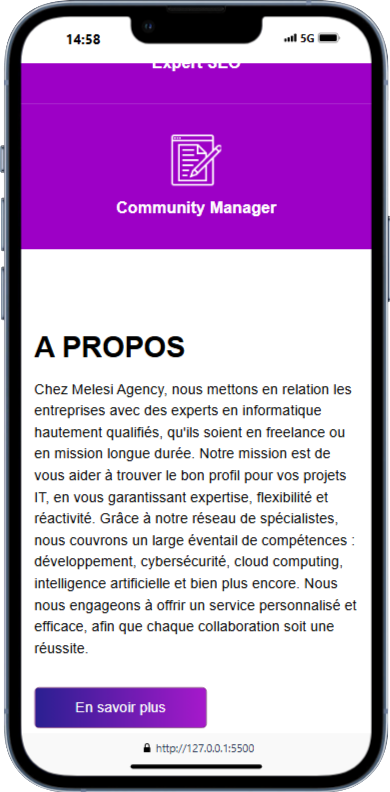 14:58
5G
Expert SEO
Community Manager
A PROPOS
Chez Melesi Agency, nous mettons en relation les
entreprises avec des experts en informatique
hautement qualifiés, qu'ils soient en freelance ou
en mission longue durée. Notre mission est de
vous aider à trouver le bon profil pour vos projets
IT, en vous garantissant expertise, flexibilité et
réactivité. Grâce à notre réseau de spécialistes,
nous couvrons un large éventail de compétences :
développement, cybersécurité, cloud computing,
intelligence artificielle et bien plus encore. Nous
nous engageons à offrir un service personnalisé et
efficace, afin que chaque collaboration soit une
réussite.
En savoir plus
http://127.0.0.1:5500